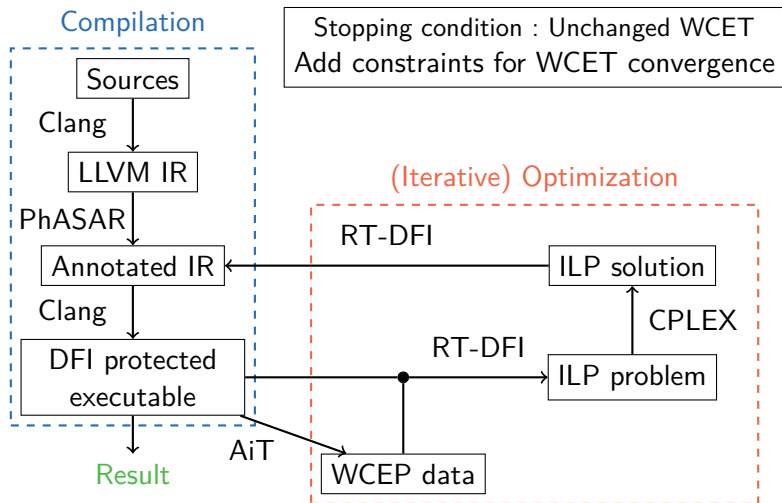 Compilation
Stopping condition : Unchanged WCET
Add constraints for WCET convergence
Sources
Clang
LLVM IR
PhASAR
(Iterative) Optimization
RT-DFI
Annotated IR
ILP solution
Clang
CPLEX
DFI protected
executable
RT-DFI
ILP problem
AiT
WCEP data
Result